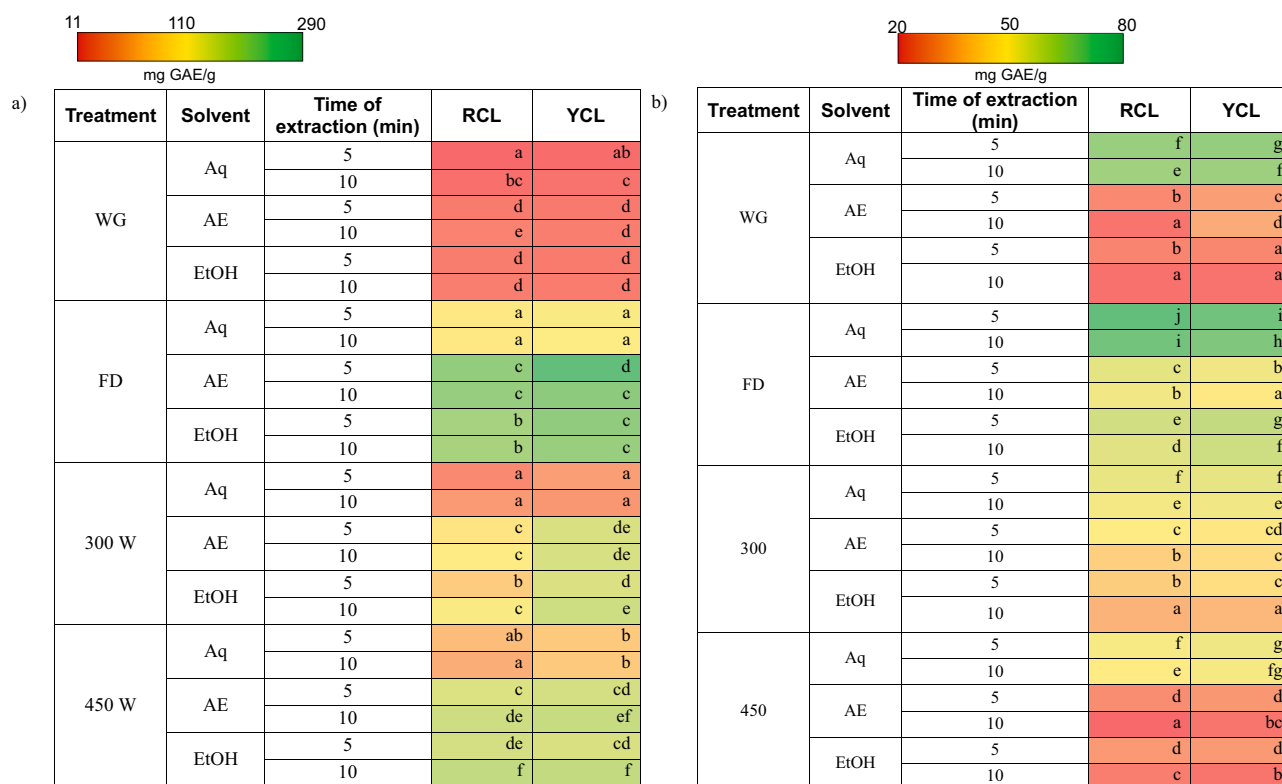 11 110 290
mg GAE/g
20 50 80
mg GAE/g
a)
Treatment Solvent Time of extraction (min) RCL YCL
WG Aq 5 a ab
10 bc c
AE 5 d d
10 e d
EtOH 5 d d
10 d d
FD Aq 5 a a
10 a a
AE 5 c d
10 c c
EtOH 5 b c
10 b c
300 W Aq 5 a a
10 a a
AE 5 c de
10 c de
EtOH 5 b d
10 c e
450 W Aq 5 ab b
10 a b
AE 5 c cd
10 de ef
EtOH 5 de cd
10 f f
b)
Treatment Solvent Time of extraction (min) RCL YCL
WG Aq 5 f g
10 e f
AE 5 b c
10 a d
EtOH 5 b a
10 a a
FD Aq 5 j i
10 i h
AE 5 c b
10 b a
EtOH 5 e g
10 d f
300 Aq 5 f f
10 e e
AE 5 c cd
10 b c
EtOH 5 b c
10 a a
450 Aq 5 f g
10 e fg
AE 5 d d
10 a bc
EtOH 5 d d
10 c b